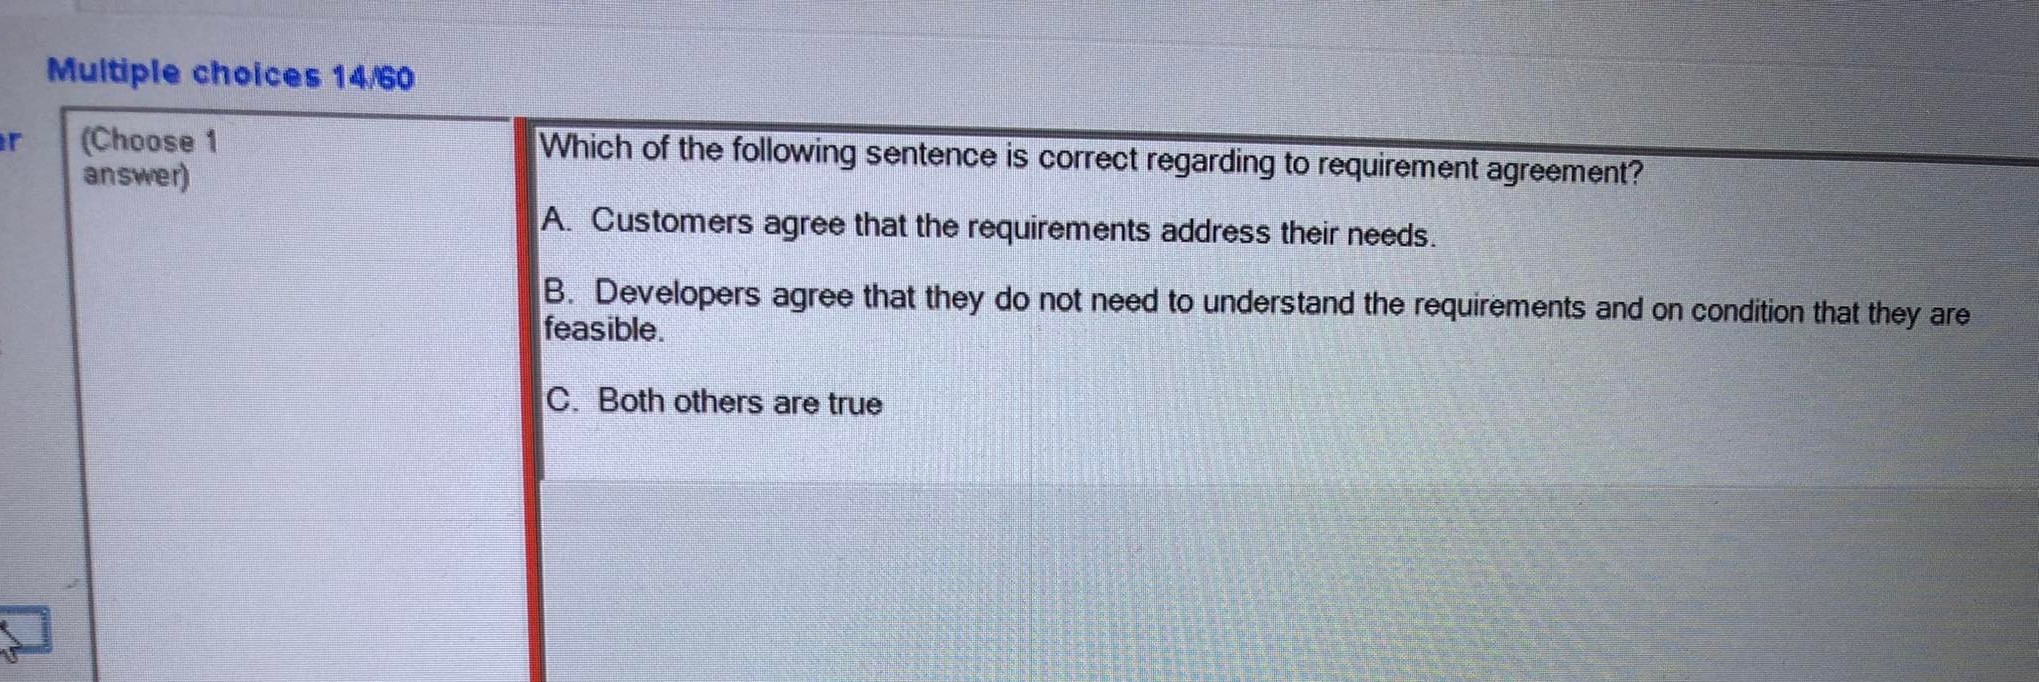 Multiple choices 14/60
er
(Choose 1
answer)
Which of the following sentence is correct regarding to requirement agreement?
A. Customers agree that the requirements address their needs.
B. Developers agree that they do not need to understand the requirements and on condition that they are
feasible.
C. Both others are true